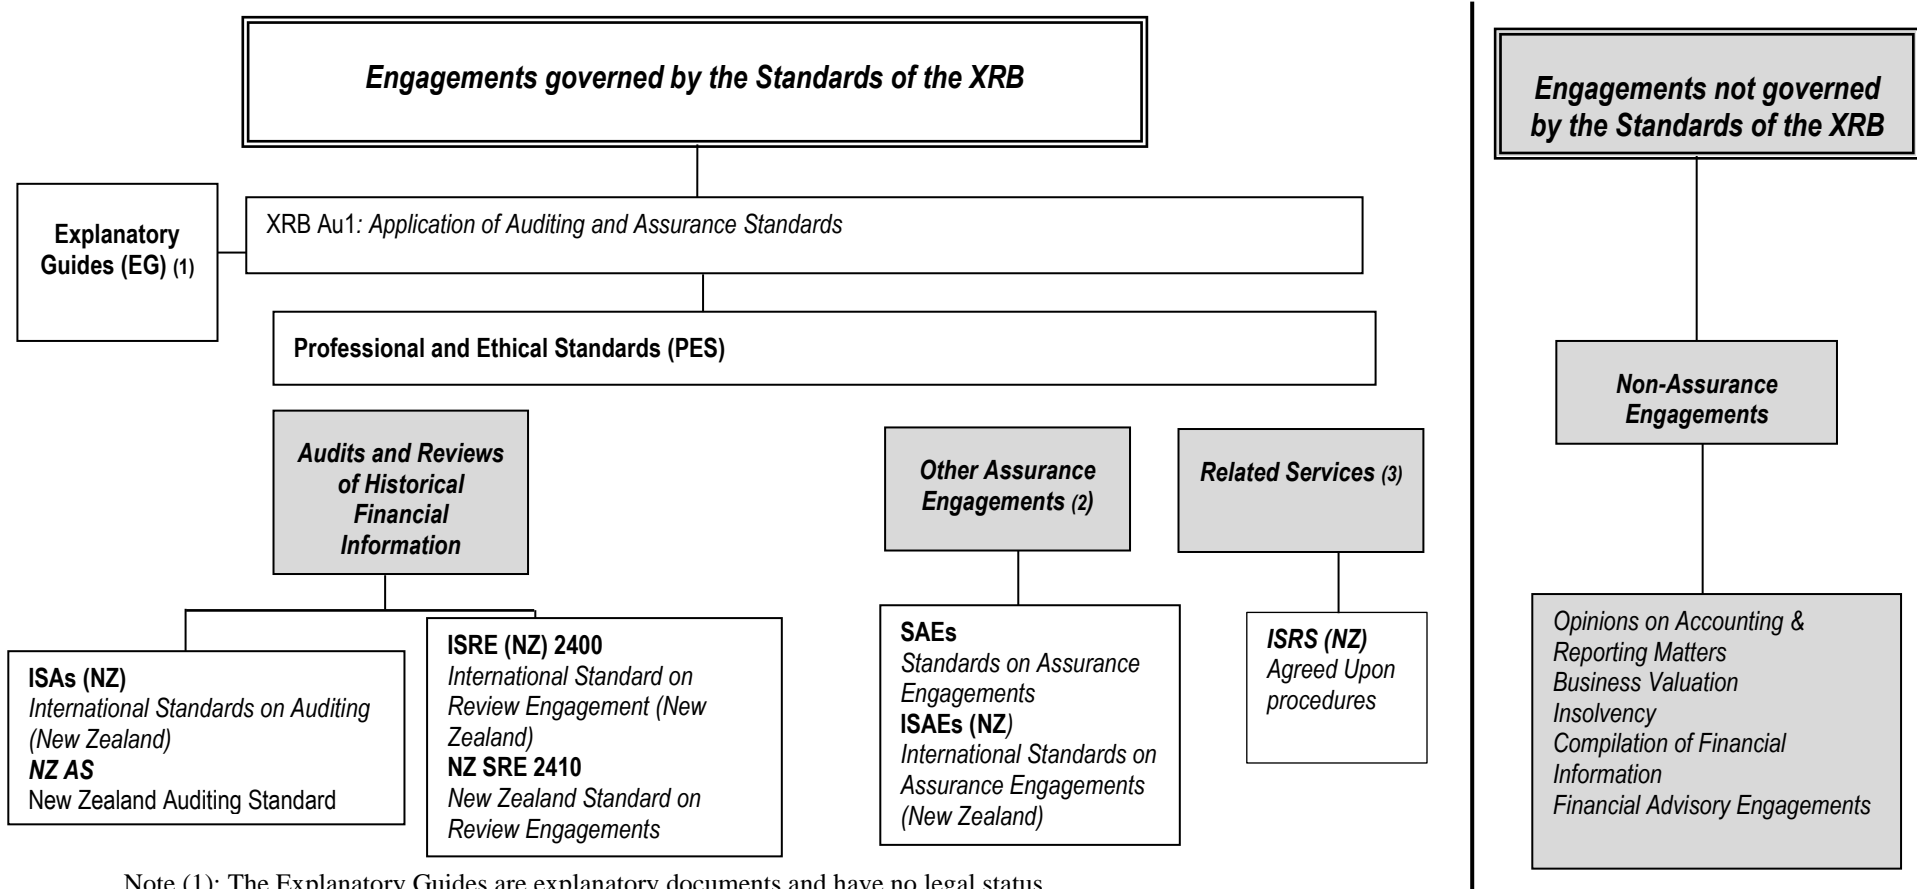 Engagements governed by the Standards of the XRB
Engagements not governed
by the Standards of the XRB
Explanatory
Guides (EG) (1)
XRB Au1: Application of Auditing and Assurance Standards
Professional and Ethical Standards (PES)
Audits and Reviews
of Historical
Financial
Information
Other Assurance
Engagements (2)
Related Services (3)
Non-Assurance
Engagements
ISAs (NZ)
International Standards on Auditing
(New Zealand)
NZ AS
New Zealand Auditing Standard
ISRE (NZ) 2400
International Standard on
Review Engagement (New
Zealand)
NZ SRE 2410
New Zealand Standard on
Review Engagements
SAEs
Standards on Assurance
Engagements
ISAEs (NZ)
International Standards on
Assurance Engagements
(New Zealand)
ISRS (NZ)
Agreed Upon
procedures
Opinions on Accounting &
Reporting Matters
Business Valuation
Insolvency
Compilation of Financial
Information
Financial Advisory Engagements
Note (1): The Explanatory Guides are explanatory documents and have no legal status